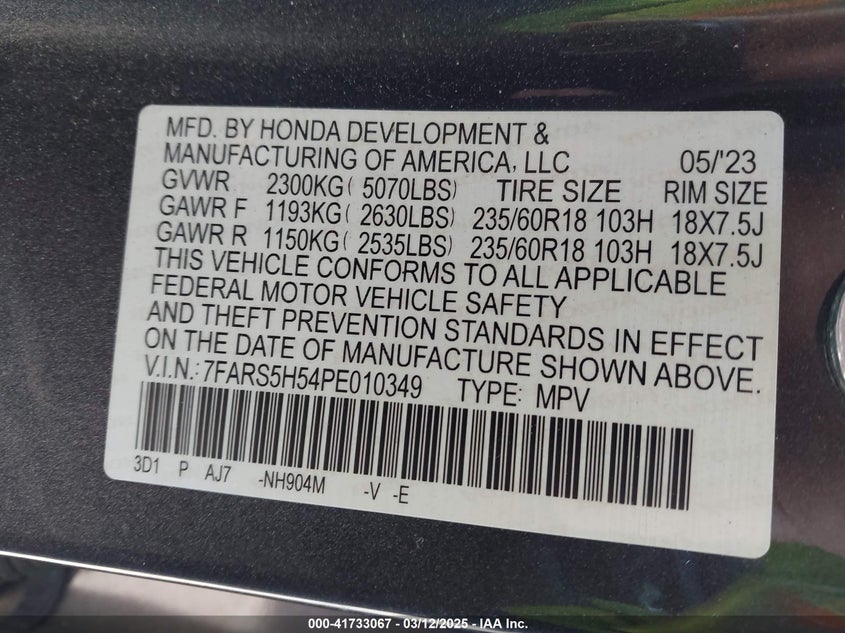 MFD. BY HONDA DEVELOPMENT &
MANUFACTURING OF AMERICA, LLC 05/'23
GVWR 2300KG( 5070LBS) TIRE SIZE RIM SIZE
GAWR F 1193KG( 2630LBS) 235/60R18 103H 18X7.5J
GAWR R 1150KG( 2535LBS) 235/60R18 103H 18X7.5J
THIS VEHICLE CONFORMS TO ALL APPLICABLE
FEDERAL MOTOR VEHICLE SAFETY
AND THEFT PREVENTION STANDARDS IN EFFECT
ON THE DATE OF MANUFACTURE SHOWN ABOVE.
V.I.N.: 7FARS5H54PE010349 TYPE: MPV
3D1 P AJ7 -NH904M -V -E
000-41733067 - 03/12/2025 - IAA Inc.